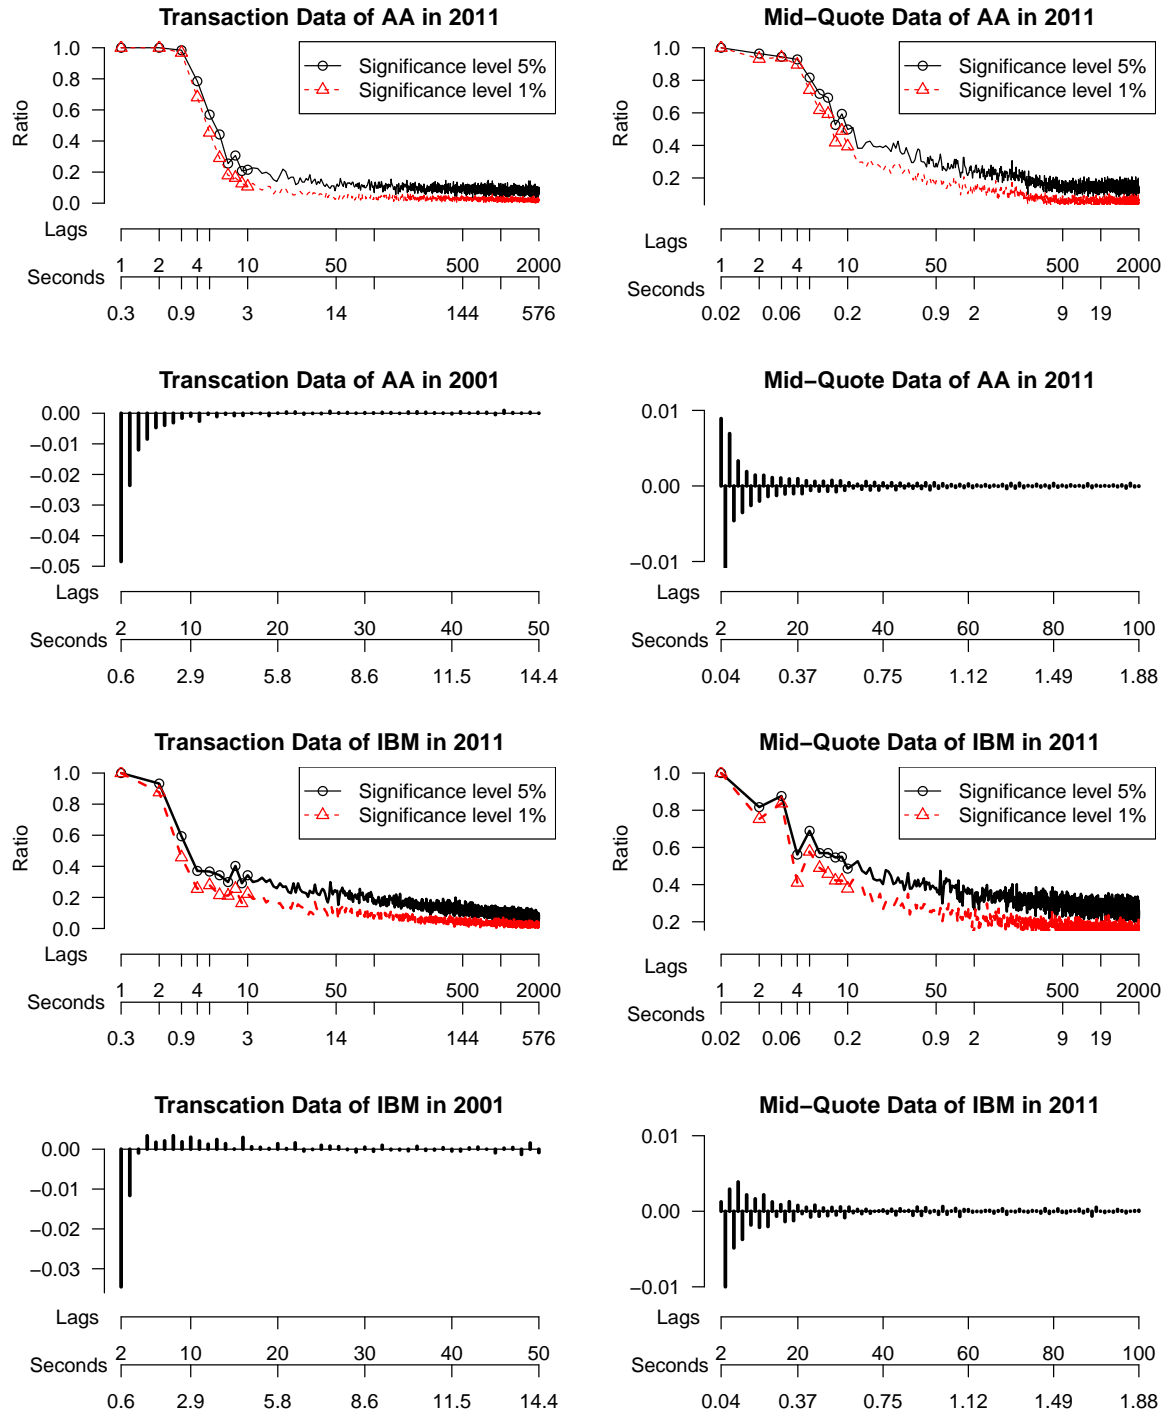 Transaction Data of AA in 2011
Ratio
1.0
0.8
0.6
0.4
0.2
0.0
Significance level 5%
Significance level 1%
Lags
1 2 4 10 50 500 2000
Seconds
0.3 0.9 3 14 144 576
Mid−Quote Data of AA in 2011
Ratio
1.0
0.8
0.6
0.4
0.2
Significance level 5%
Significance level 1%
Lags
1 2 4 10 50 500 2000
Seconds
0.02 0.06 0.2 0.9 2 9 19
Transcation Data of AA in 2001
0.00
−0.01
−0.02
−0.03
−0.04
−0.05
Lags
2 10 20 30 40 50
Seconds
0.6 2.9 5.8 8.6 11.5 14.4
Mid−Quote Data of AA in 2011
0.01
0.00
−0.01
Lags
2 20 40 60 80 100
Seconds
0.04 0.37 0.75 1.12 1.49 1.88
Transaction Data of IBM in 2011
Ratio
1.0
0.8
0.6
0.4
0.2
0.0
Significance level 5%
Significance level 1%
Lags
1 2 4 10 50 500 2000
Seconds
0.3 0.9 3 14 144 576
Mid−Quote Data of IBM in 2011
Ratio
1.0
0.8
0.6
0.4
0.2
Significance level 5%
Significance level 1%
Lags
1 2 4 10 50 500 2000
Seconds
0.02 0.06 0.2 0.9 2 9 19
Transcation Data of IBM in 2001
0.00
−0.01
−0.02
−0.03
Lags
2 10 20 30 40 50
Seconds
0.6 2.9 5.8 8.6 11.5 14.4
Mid−Quote Data of IBM in 2011
0.01
0.00
−0.01
Lags
2 20 40 60 80 100
Seconds
0.04 0.37 0.75 1.12 1.49 1.88